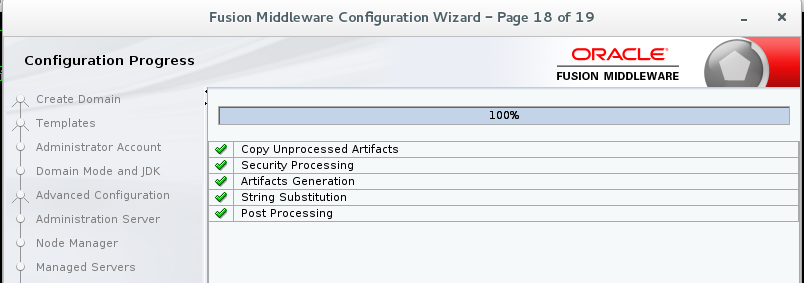 Fusion Middleware Configuration Wizard – Page 18 of 19
Configuration Progress
ORACLE
FUSION MIDDLEWARE
Create Domain
Templates
Administrator Account
Domain Mode and JDK
Advanced Configuration
Administration Server
Node Manager
Managed Servers
100%
Copy Unprocessed Artifacts
Security Processing
Artifacts Generation
String Substitution
Post Processing